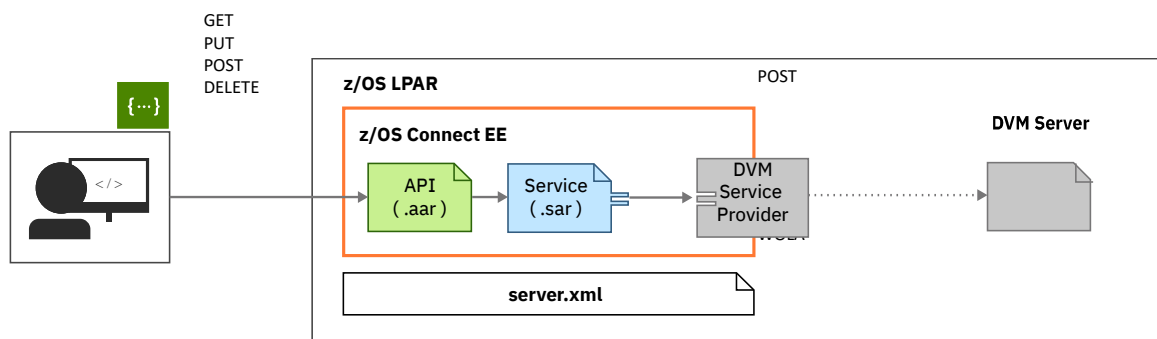 GET
PUT
POST
DELETE
{...}
z/OS LPAR
POST
z/OS Connect EE
DVM Server
</>
API
( .aar )
Service
( .sar )
DVM
Service
Provider
WOLA
server.xml